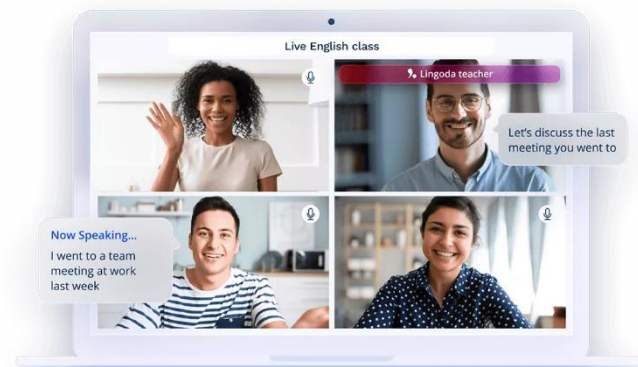 Live English class
Lingoda teacher
Let's discuss the last
meeting you went to
Now Speaking...
I went to a team
meeting at work
last week